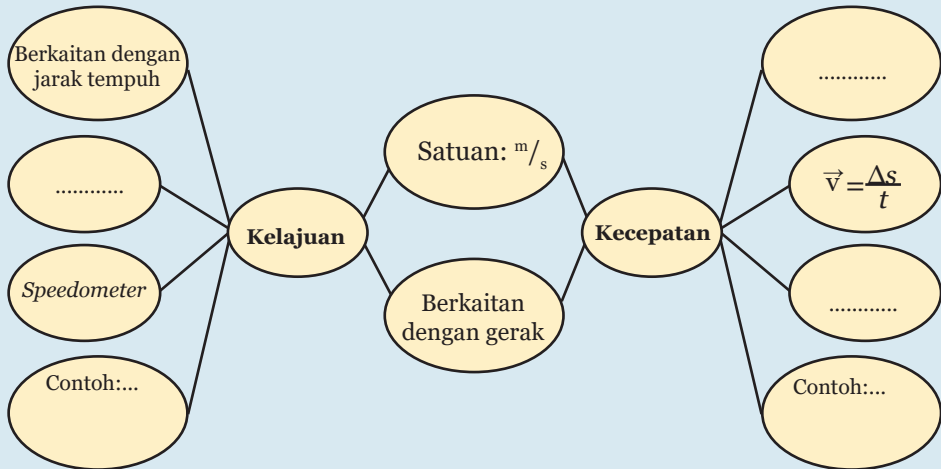 Berkaitan dengan
jarak tempuh
............
Speedometer
Contoh:...
Kelajuan
Satuan: m/s
Berkaitan
dengan gerak
Kecepatan
............
v⃗ = Δs/t
............
Contoh:...